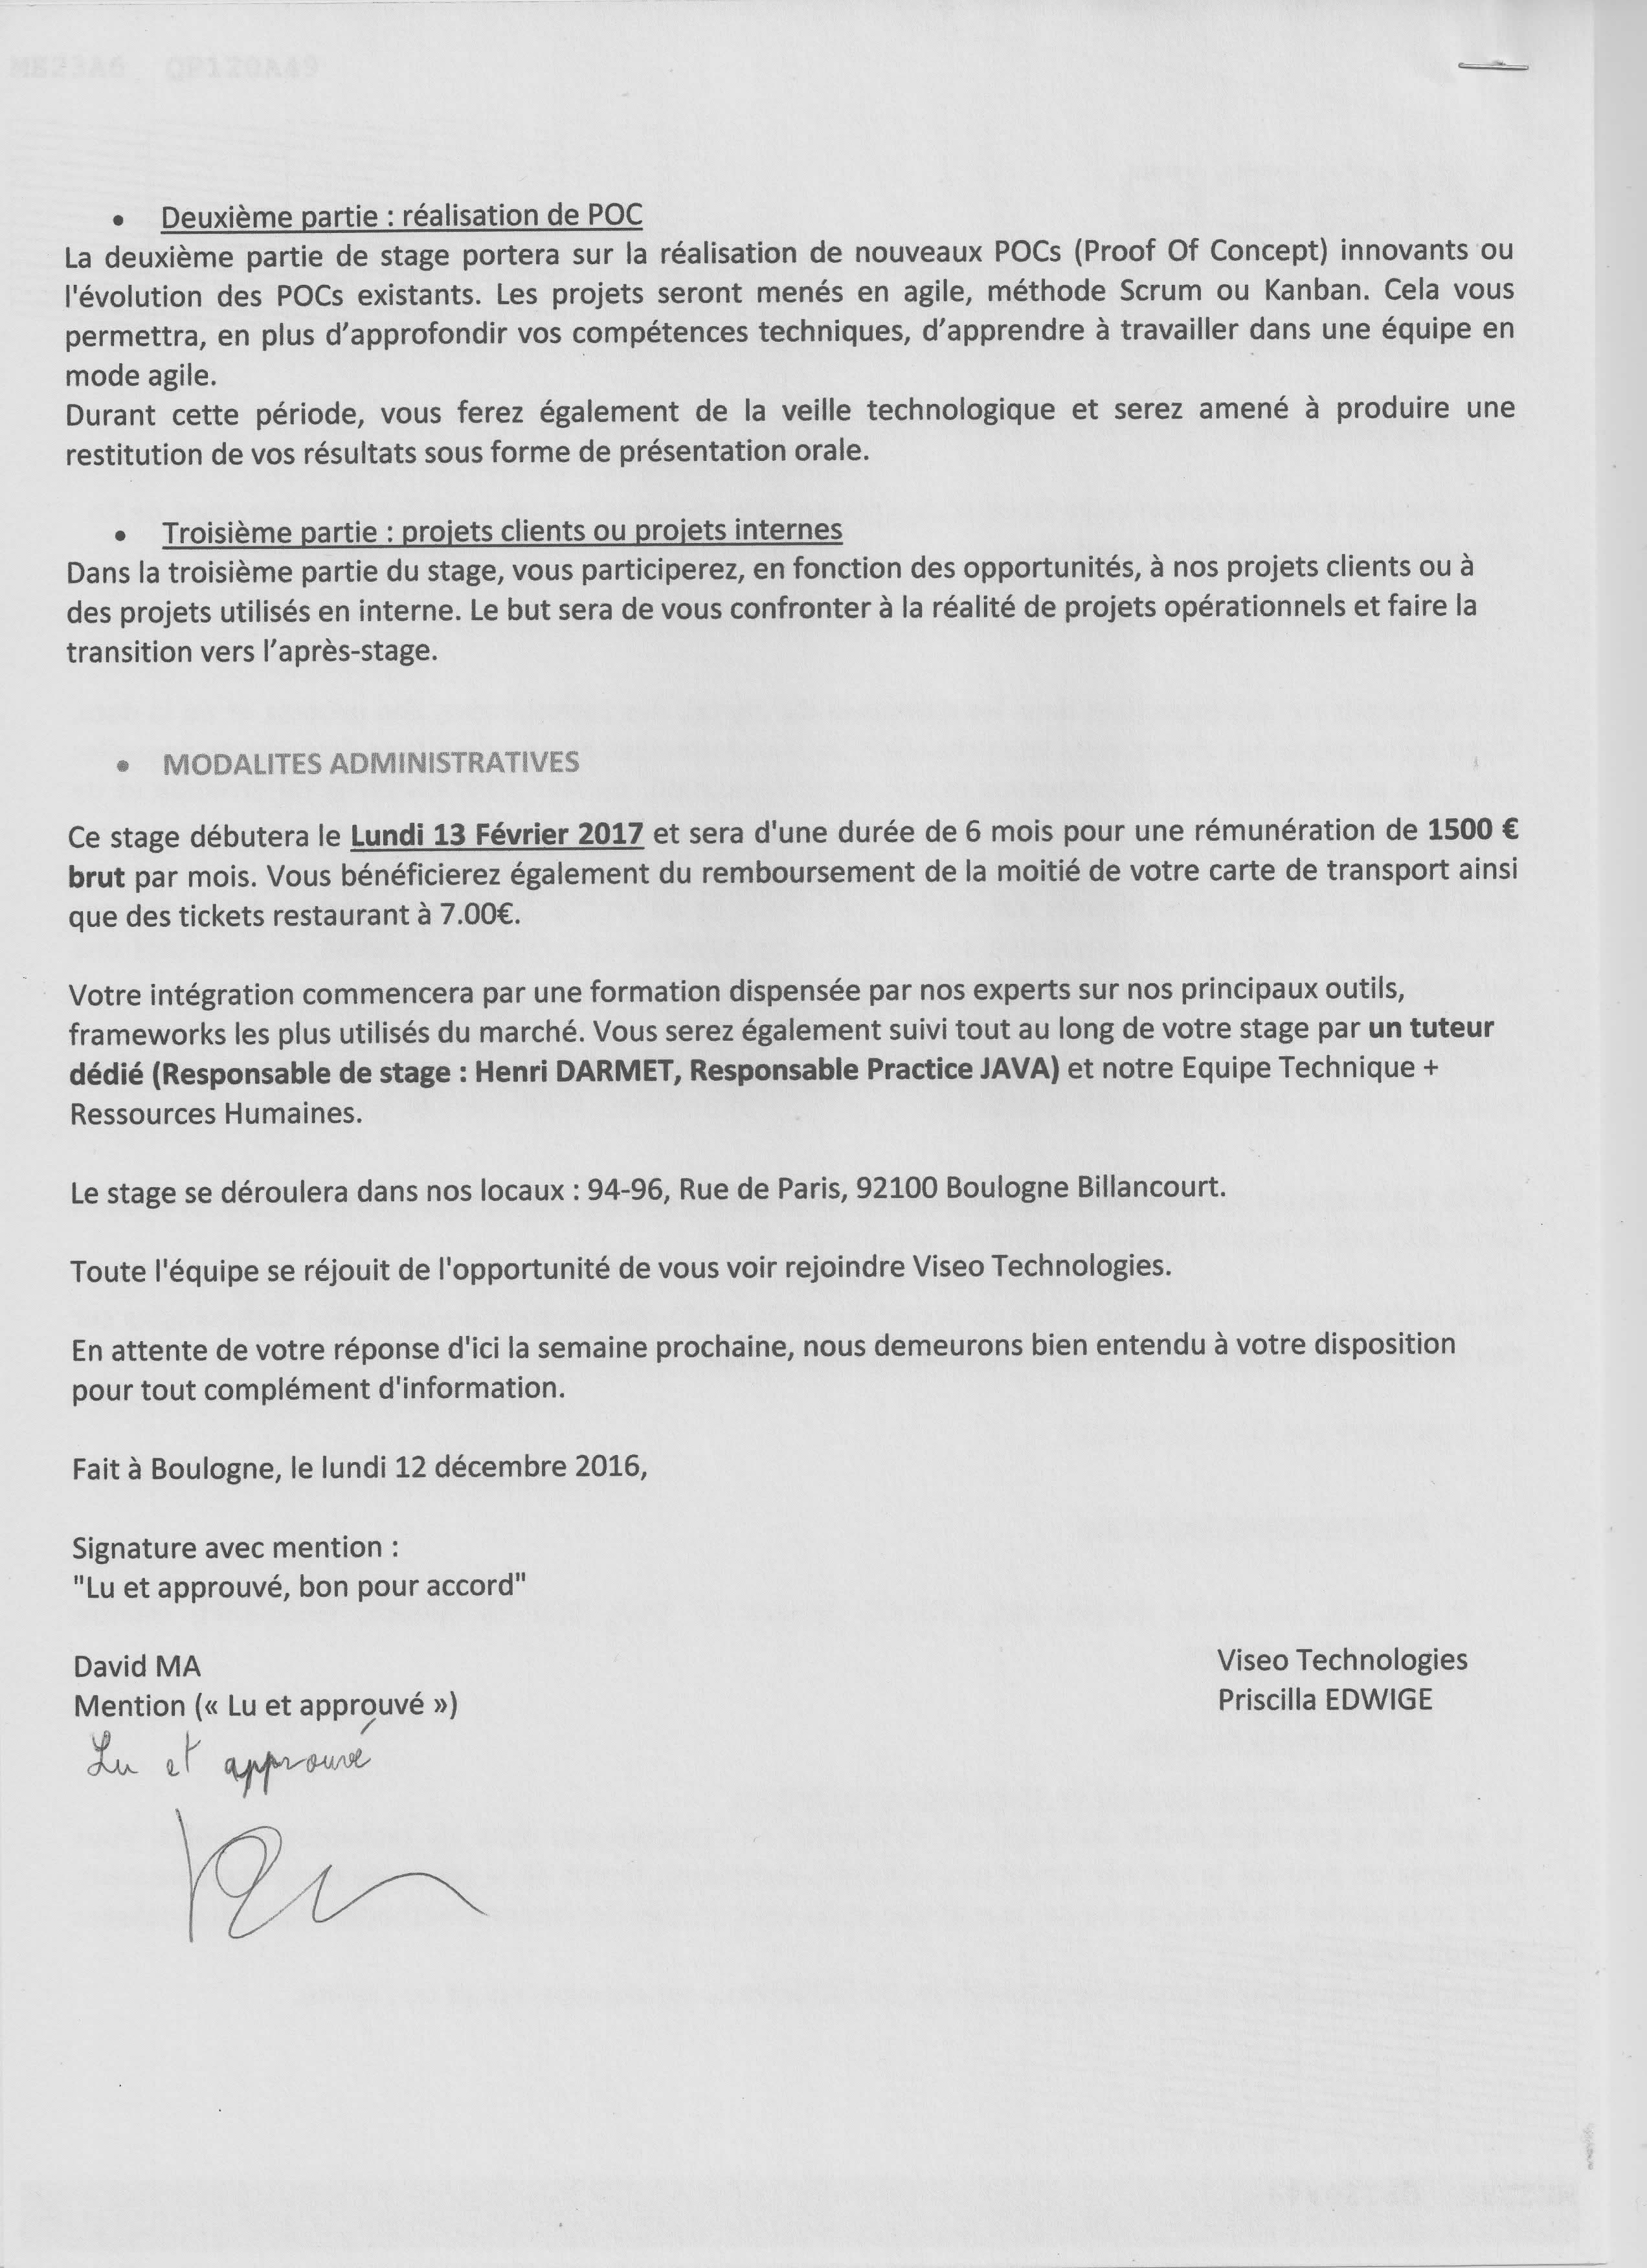 • Deuxième partie : réalisation de POC
La deuxième partie de stage portera sur la réalisation de nouveaux POCs (Proof Of Concept) innovants ou
l'évolution des POCs existants. Les projets seront menés en agile, méthode Scrum ou Kanban. Cela vous
permettra, en plus d’approfondir vos compétences techniques, d’apprendre à travailler dans une équipe en
mode agile.
Durant cette période, vous ferez également de la veille technologique et serez amené à produire une
restitution de vos résultats sous forme de présentation orale.
• Troisième partie : projets clients ou projets internes
Dans la troisième partie du stage, vous participerez, en fonction des opportunités, à nos projets clients ou à
des projets utilisés en interne. Le but sera de vous confronter à la réalité de projets opérationnels et faire la
transition vers l’après-stage.
• MODALITES ADMINISTRATIVES
Ce stage débutera le Lundi 13 Février 2017 et sera d'une durée de 6 mois pour une rémunération de 1500 €
brut par mois. Vous bénéficierez également du remboursement de la moitié de votre carte de transport ainsi
que des tickets restaurant à 7.00€.
Votre intégration commencera par une formation dispensée par nos experts sur nos principaux outils,
frameworks les plus utilisés du marché. Vous serez également suivi tout au long de votre stage par un tuteur
dédié (Responsable de stage : Henri DARMET, Responsable Practice JAVA) et notre Equipe Technique +
Ressources Humaines.
Le stage se déroulera dans nos locaux : 94-96, Rue de Paris, 92100 Boulogne Billancourt.
Toute l'équipe se réjouit de l'opportunité de vous voir rejoindre Viseo Technologies.
En attente de votre réponse d'ici la semaine prochaine, nous demeurons bien entendu à votre disposition
pour tout complément d'information.
Fait à Boulogne, le lundi 12 décembre 2016,
Signature avec mention :
"Lu et approuvé, bon pour accord"
David MA
Mention (« Lu et approuvé »)
Lu et approuvé
Viseo Technologies
Priscilla EDWIGE